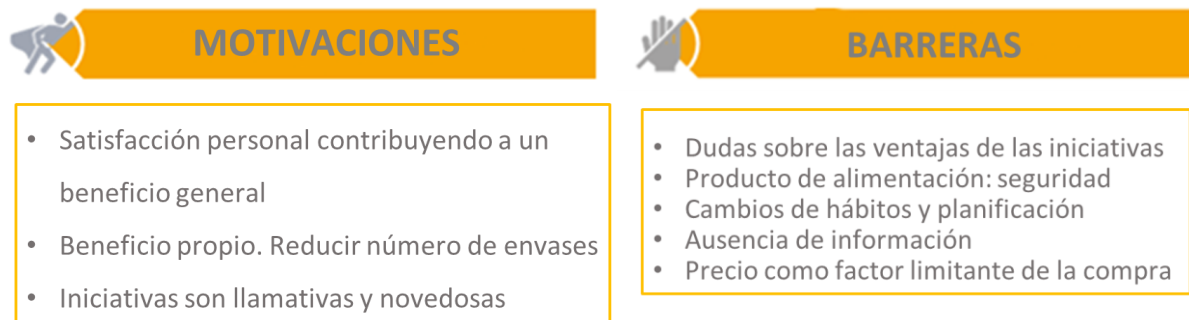 MOTIVACIONES
• Satisfacción personal contribuyendo a un
beneficio general
• Beneficio propio. Reducir número de envases
• Iniciativas son llamativas y novedosas
BARRERAS
• Dudas sobre las ventajas de las iniciativas
• Producto de alimentación: seguridad
• Cambios de hábitos y planificación
• Ausencia de información
• Precio como factor limitante de la compra